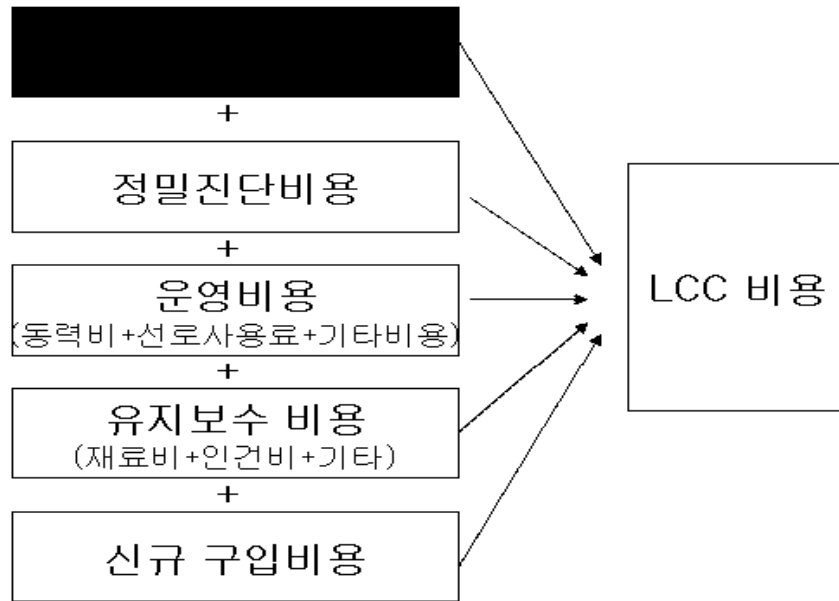 +
정밀진단비용
+
운영비용
(동력비+선로사용료+기타비용)
+
유지보수 비용
(재료비+인건비+기타)
+
신규 구입비용
LCC 비용